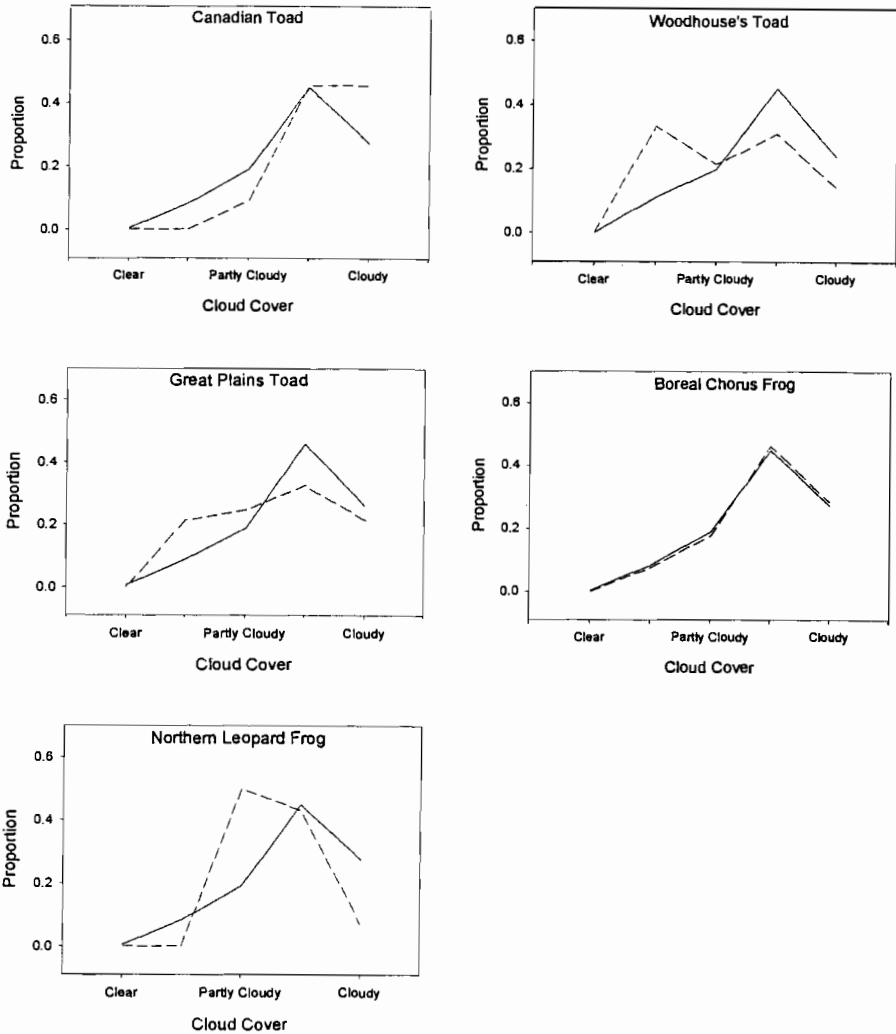 Canadian Toad
0.6
0.4
0.2
0.0
Proportion
Clear Partly Cloudy Cloudy
Cloud Cover
Woodhouse's Toad
0.6
0.4
0.2
0.0
Proportion
Clear Partly Cloudy Cloudy
Cloud Cover
Great Plains Toad
0.6
0.4
0.2
0.0
Proportion
Clear Partly Cloudy Cloudy
Cloud Cover
Boreal Chorus Frog
0.6
0.4
0.2
0.0
Proportion
Clear Partly Cloudy Cloudy
Cloud Cover
Northern Leopard Frog
0.6
0.4
0.2
0.0
Proportion
Clear Partly Cloudy Cloudy
Cloud Cover